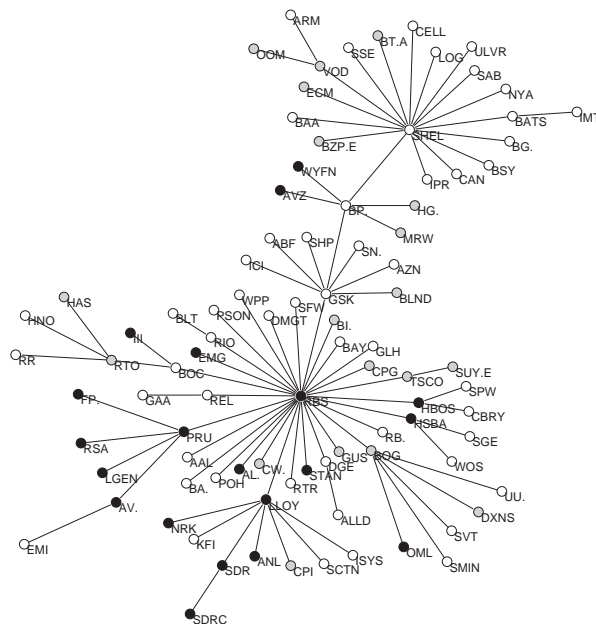 ARM
OOM
VOD
SSE
BT.A
CELL
LOG
ULVR
SAB
ECM
NYA
BAA
BATS
IMT
SHEL
BZP.E
BG.
BSY
WYFN
IPR
CAN
AVZ
BP.
HG.
MRW
ABF
SHP
SN.
ICI
AZN
GSK
BLND
WPP
HAS
SFW
HNO
BLT
PSON
DMGT
BI.
III
RIO
BAY
GLH
RR
RTO
BOC
EMG
CPG
TSCO
SUY.E
SPW
FP.
GAA
REL
RBS
HBOS
CBRY
HSBA
PRU
RB.
SGE
RSA
AAL
GUS
BOG
WOS
LGEN
BA.
POH
AL.
CW.
STAN
DGE
RTR
AV.
LLOY
ALLD
UU.
DXNS
NRK
KFI
SVT
EMI
ISYS
OML
SDR
ANL
CPI
SCTN
SMIN
SDRC